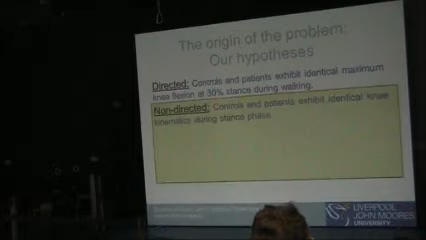 The origin of the problem:
Our hypotheses
Directed: Controls and patients exhibit identical maximum
knee flexion at 30% stance during walking.
Non-directed: Controls and patients exhibit identical knee
kinematics during stance phase.
LIVERPOOL
JOHN MOORES
UNIVERSITY